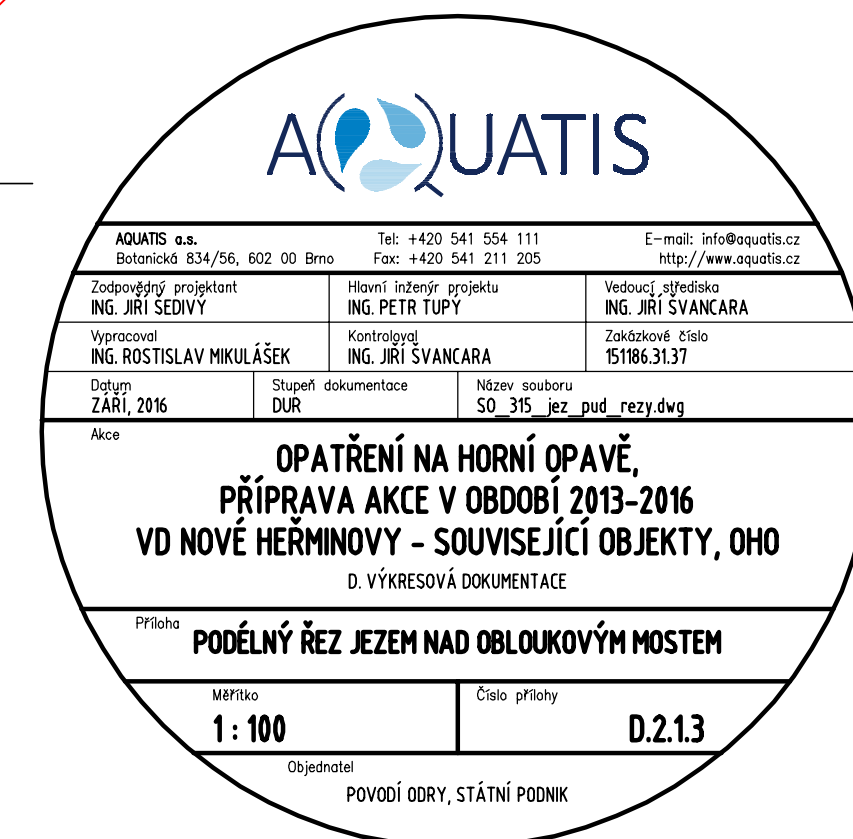 AQUATIS
AQUATIS a.s. Tel: +420 541 554 111 E-mail: info@aquatis.cz
Botanická 834/56, 602 00 Brno Fax: +420 541 211 205 http://www.aquatis.cz
Zodpovědný projektant Hlavní inženýr projektu Vedoucí střediska
ING. JIŘÍ ŠEDIVÝ ING. PETR TUPÝ ING. JIŘÍ ŠVANCARA
Vypracoval Kontroloval Zakázkové číslo
ING. ROSTISLAV MIKULÁŠEK ING. JIŘÍ ŠVANCARA 151186.31.37
Datum Stupeň dokumentace Název souboru
ZÁŘÍ, 2016 DUR SO_315_jez_pud_rezy.dwg
Akce
OPATŘENÍ NA HORNÍ OPAVĚ,
PŘÍPRAVA AKCE V OBDOBÍ 2013-2016
VD NOVÉ HEŘMINOVY - SOUVISEJÍCÍ OBJEKTY, OHO
D. VÝKRESOVÁ DOKUMENTACE
Příloha
PODÉLNÝ ŘEZ JEZEM NAD OBLOUKOVÝM MOSTEM
Měřítko Číslo přílohy
1 : 100 D.2.1.3
Objednatel
POVODÍ ODRY, STÁTNÍ PODNIK